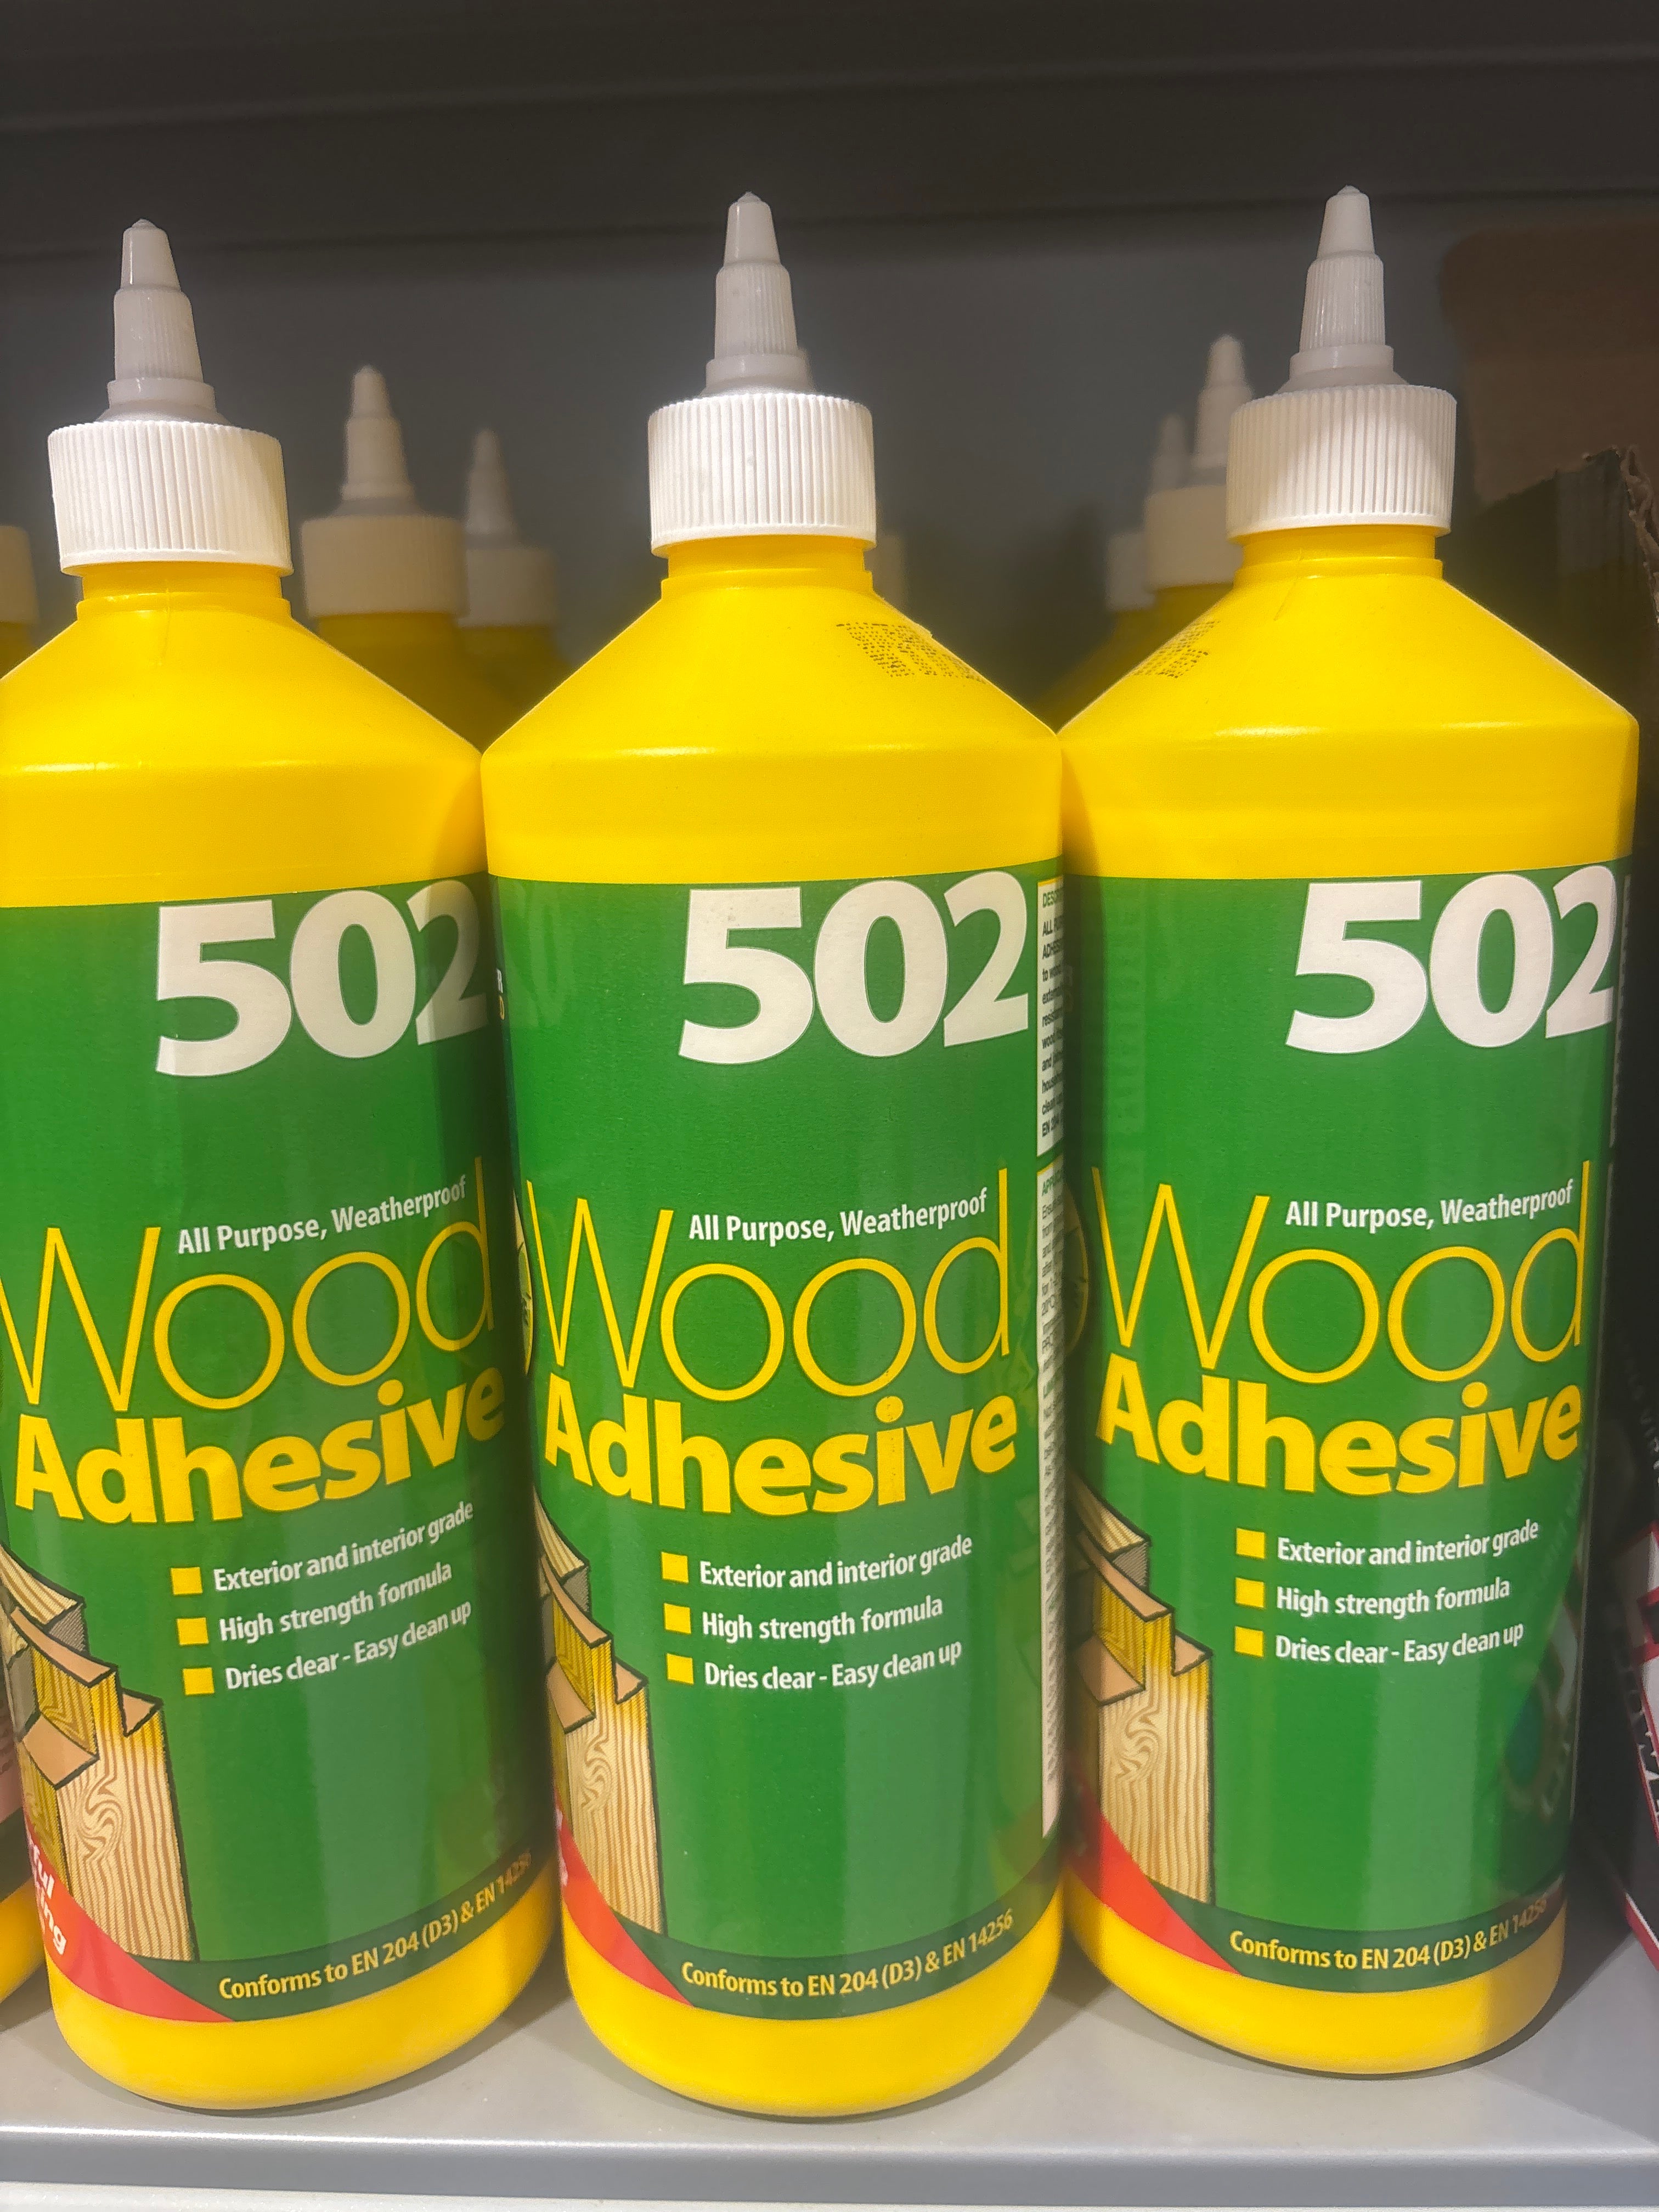 502
All Purpose, Weatherproof
Wood
Adhesive
Exterior and interior grade
High strength formula
Dries clear - Easy clean up
Conforms to EN 204 (D3) & EN 14256
502
All Purpose, Weatherproof
Wood
Adhesive
Exterior and interior grade
High strength formula
Dries clear - Easy clean up
Conforms to EN 204 (D3) & EN 14256
502
All Purpose, Weatherproof
Wood
Adhesive
Exterior and interior grade
High strength formula
Dries clear - Easy clean up
Conforms to EN 204 (D3) & EN 14256